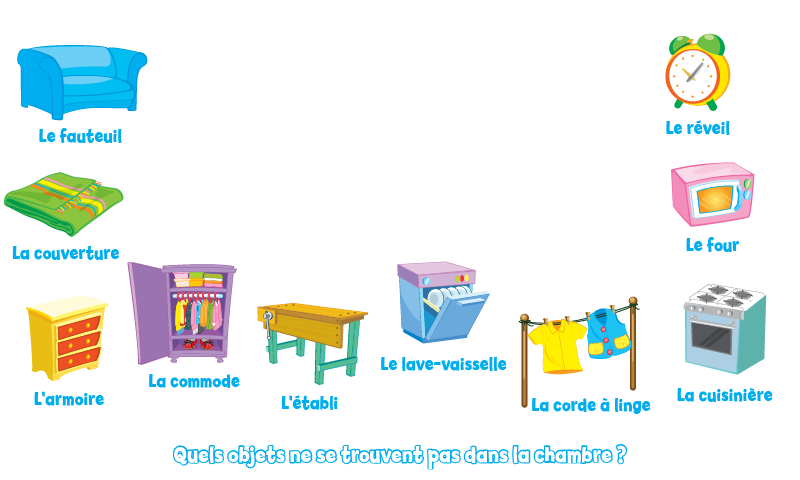 Le fauteuil
Le réveil
La couverture
Le four
L'armoire
La commode
L'établi
Le lave-vaisselle
La corde à linge
La cuisinière
Quels objets ne se trouvent pas dans la chambre ?